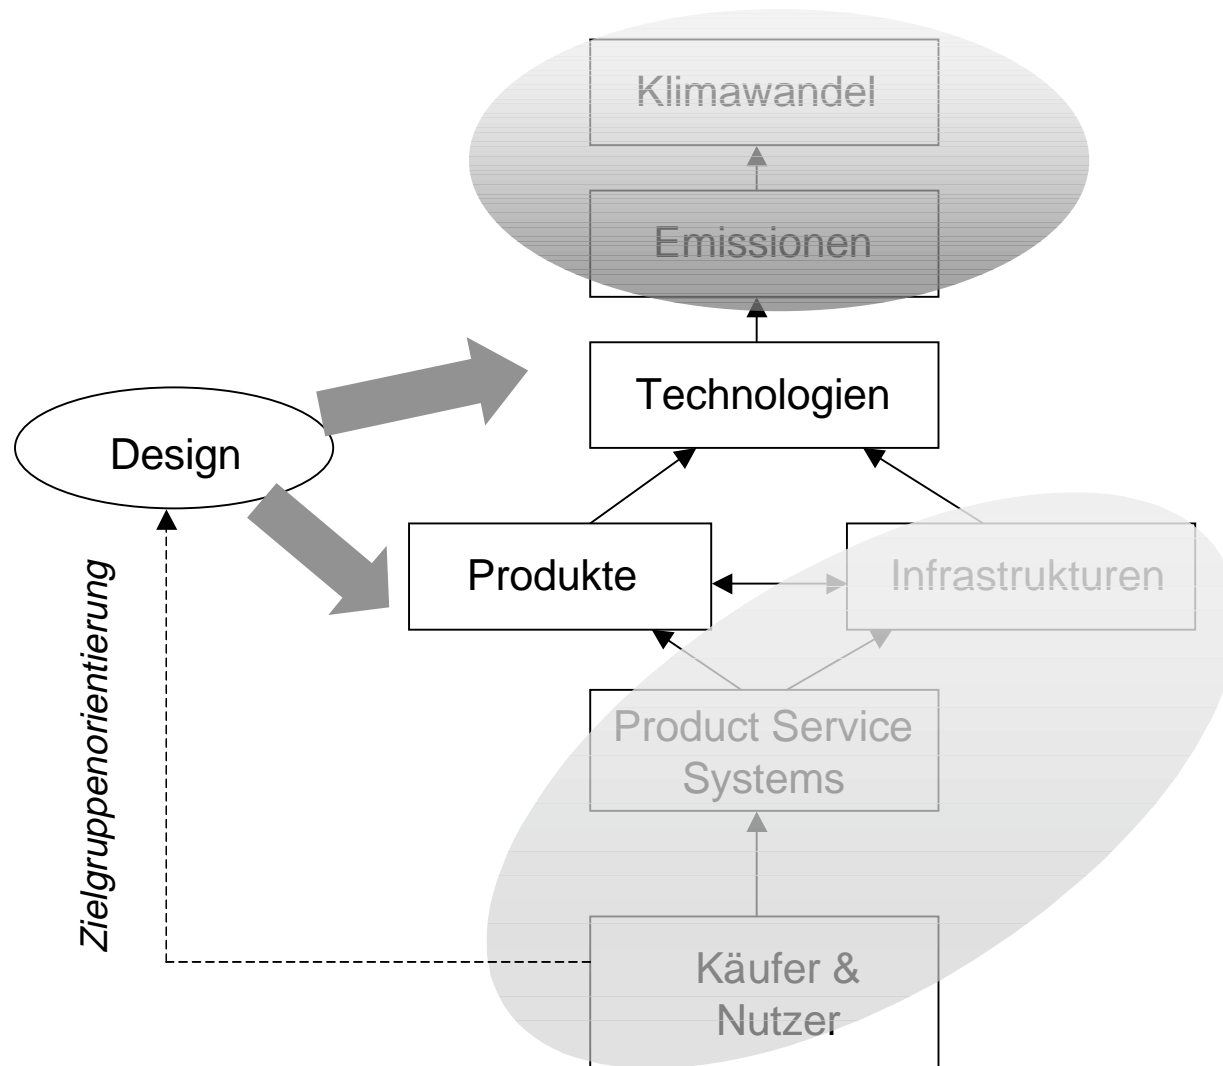 Klimawandel
Emissionen
Technologien
Design
Produkte
Infrastrukturen
Zielgruppenorientierung
Product Service
Systems
Käufer &
Nutzer